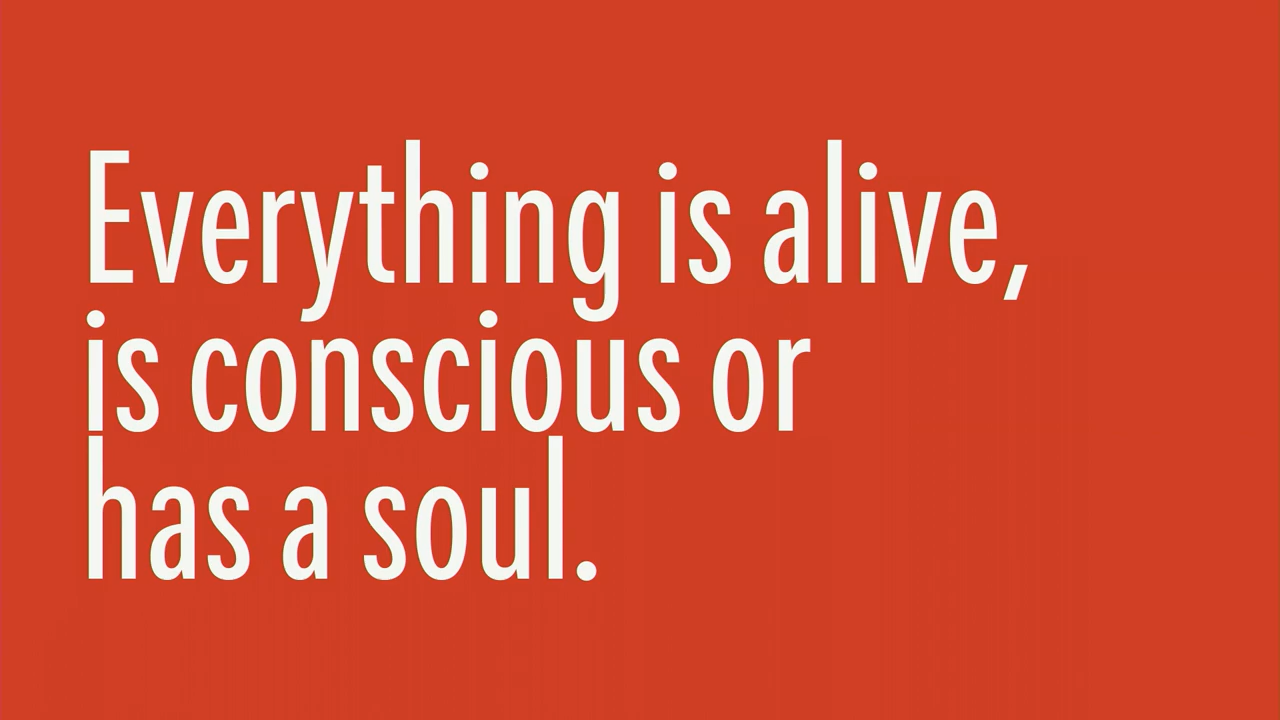 Everything is alive,
is conscious or
has a soul.